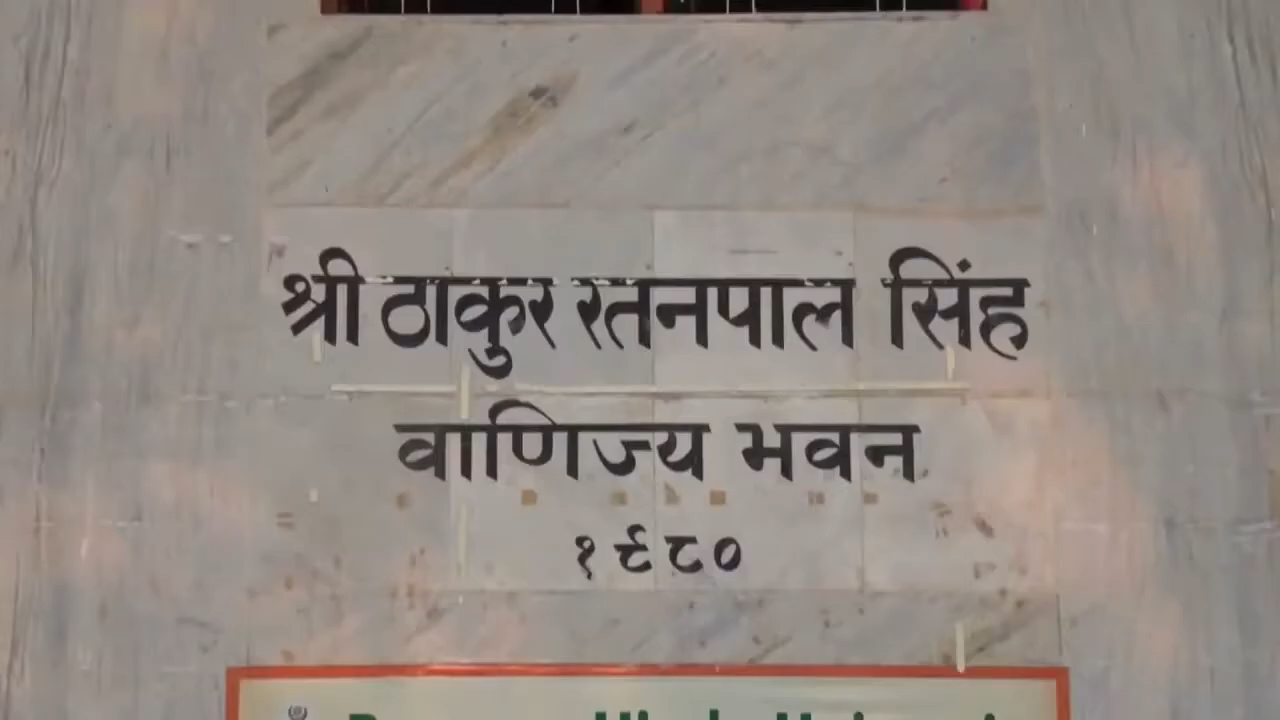 श्री ठाकुर रतनपाल सिंह
वाणिज्य भवन
१९८०